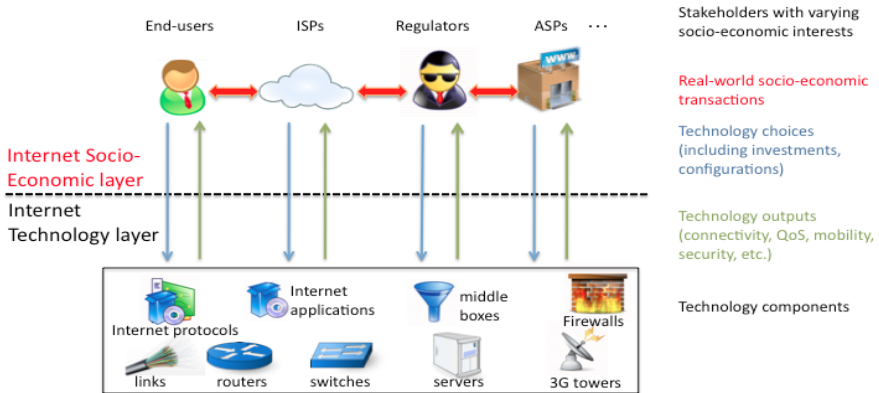 End-users
ISPs
Regulators
ASPs
...
Stakeholders with varying
socio-economic interests
WWW
Real-world socio-economic
transactions
Technology choices
(including investments,
configurations)
Internet Socio-
Economic layer
Internet
Technology layer
Technology outputs
(connectivity, QoS, mobility,
security, etc.)
Internet protocols
Internet
applications
middle
boxes
Firewalls
Technology components
links
routers
switches
servers
3G towers